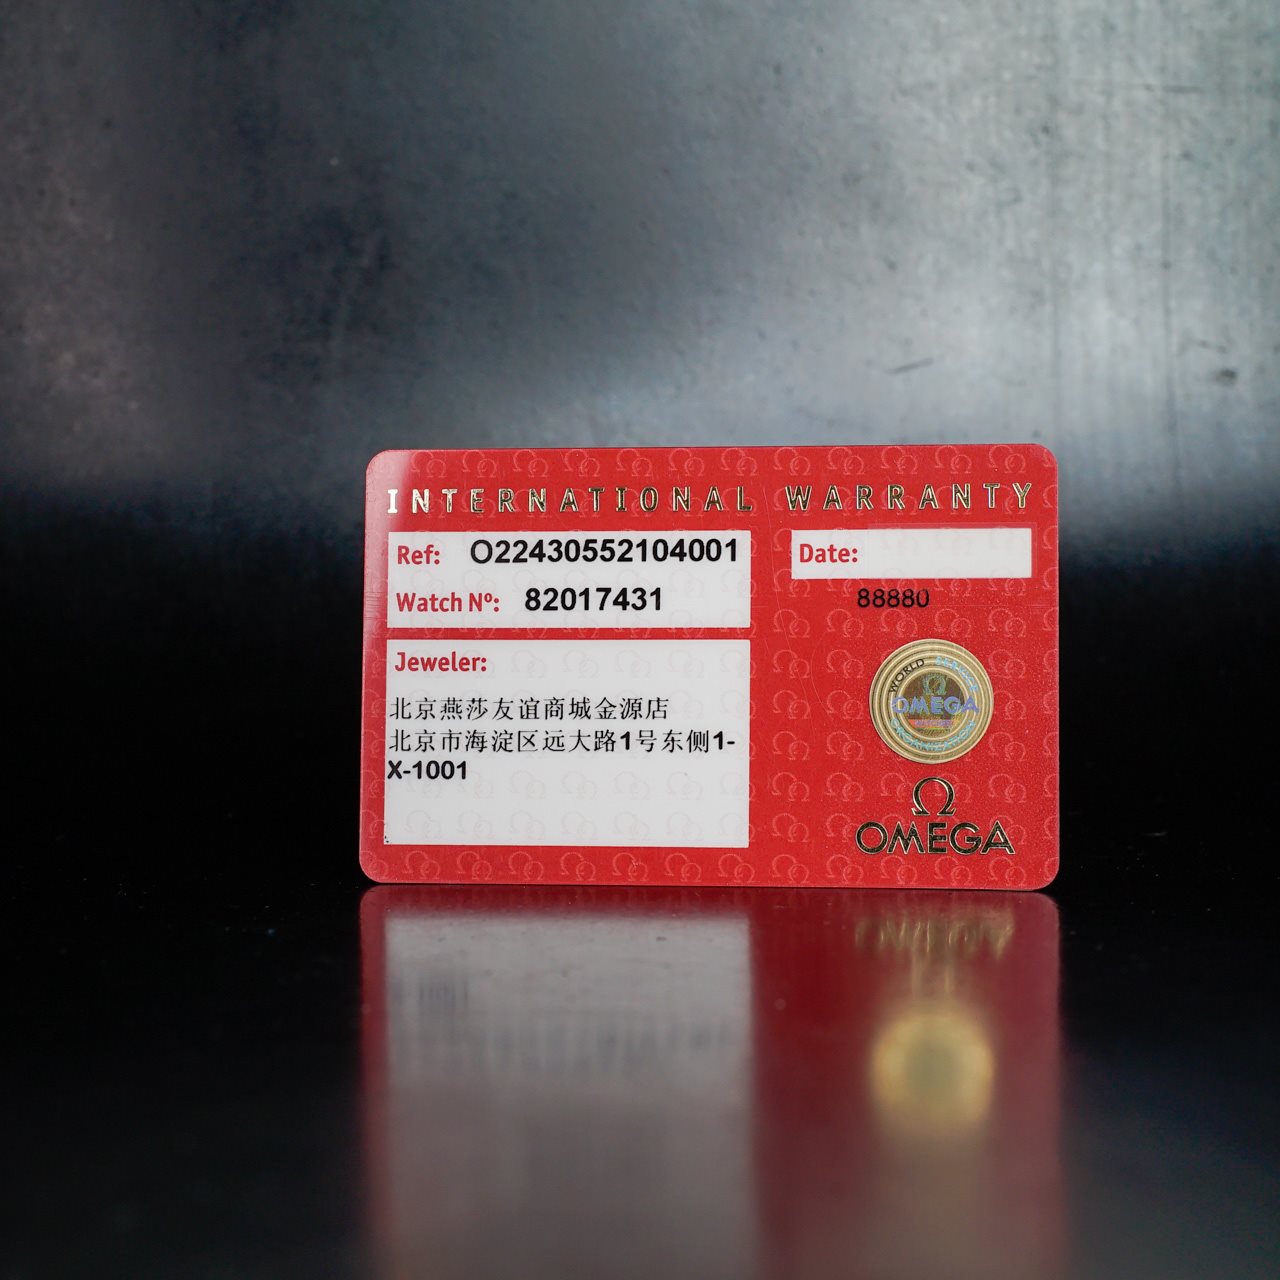 INTERNATIONAL WARRANTY
Ref: O22430552104001
Date:
Watch Nº: 82017431
88880
Jeweler:
北京燕莎友谊商城金源店
北京市海淀区远大路1号东侧1-
X-1001
WORLD
OMEGA
ORGANIZATION
Ω
OMEGA